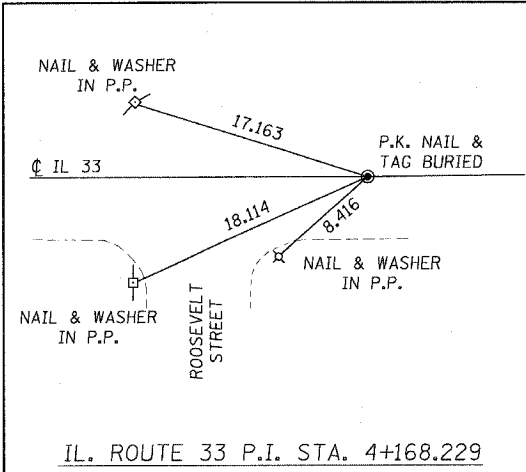 NAIL & WASHER
IN P.P.
17.163
P.K. NAIL &
TAG BURIED
℄ IL 33
18.114
8.416
NAIL & WASHER
IN P.P.
NAIL & WASHER
IN P.P.
ROOSEVELT
STREET
IL. ROUTE 33 P.I. STA. 4+168.229